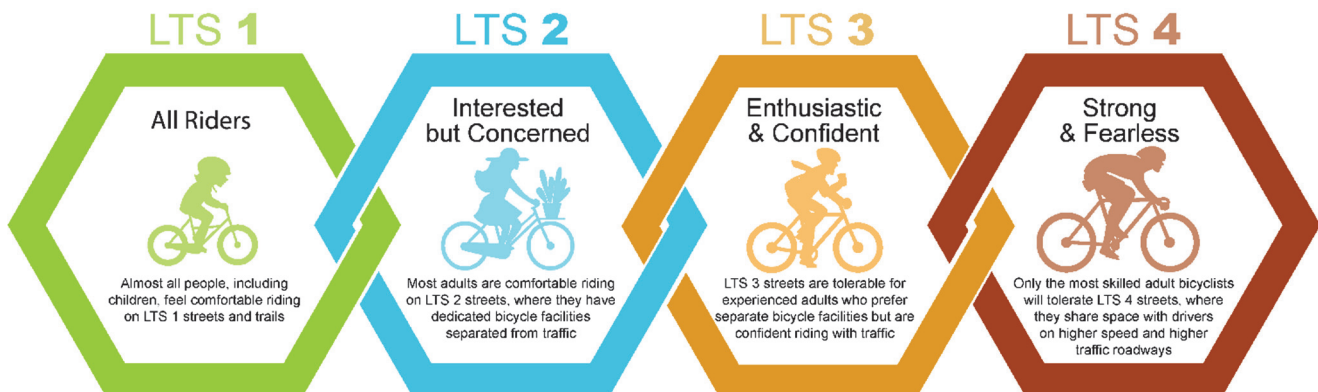 LTS 1
All Riders
Almost all people, including
children, feel comfortable riding
on LTS 1 streets and trails
LTS 2
Interested
but Concerned
Most adults are comfortable riding
on LTS 2 streets, where they have
dedicated bicycle facilities
separated from traffic
LTS 3
Enthusiastic
& Confident
LTS 3 streets are tolerable for
experienced adults who prefer
separate bicycle facilities but are
confident riding with traffic
LTS 4
Strong
& Fearless
Only the most skilled adult bicyclists
will tolerate LTS 4 streets, where
they share space with drivers
on higher speed and higher
traffic roadways